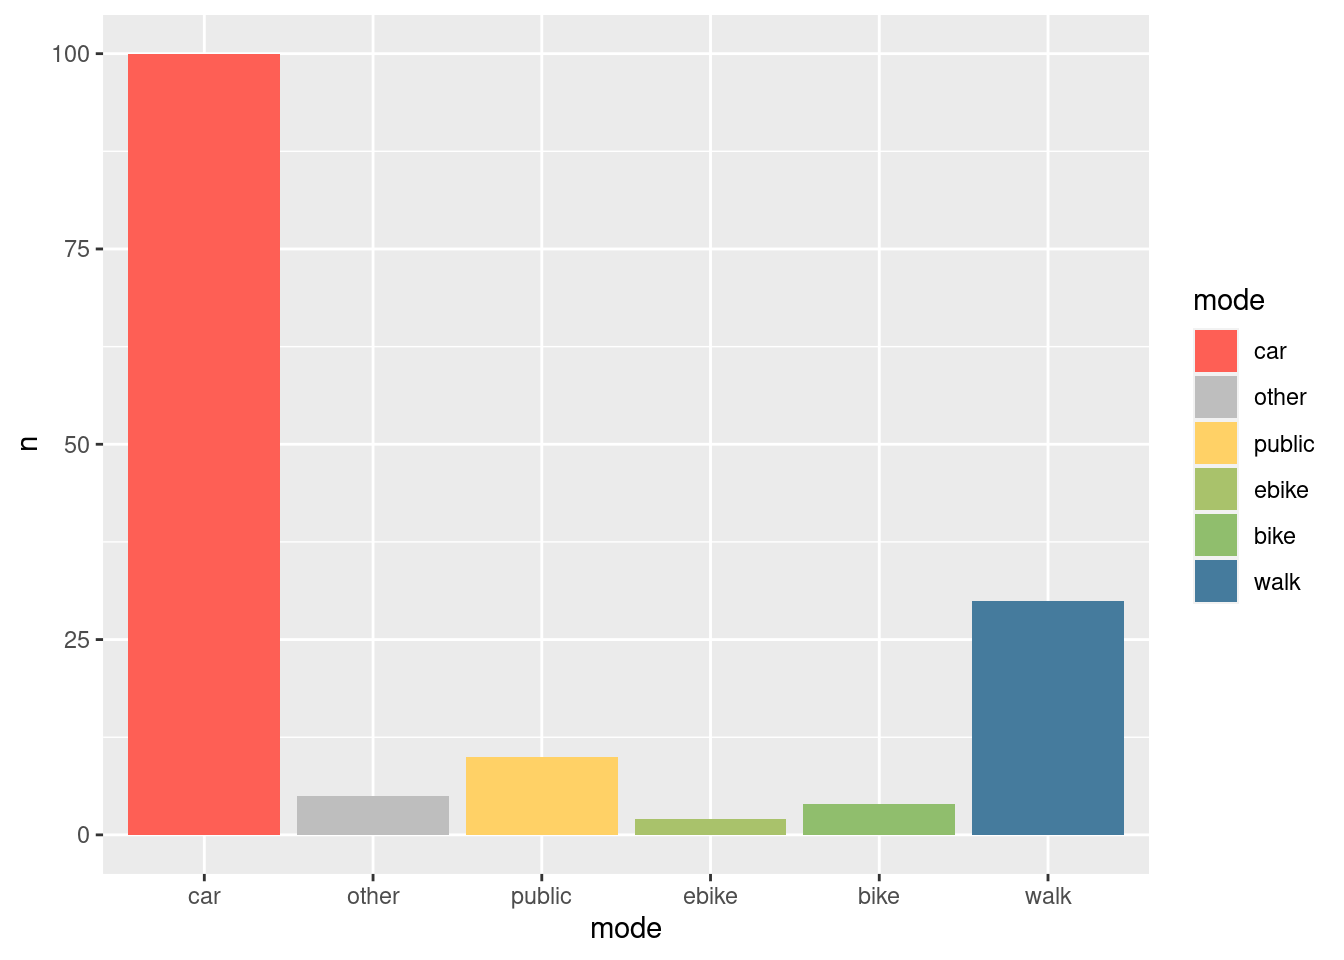 n
100
75
50
25
0
car other public ebike bike walk
mode
mode
car
other
public
ebike
bike
walk